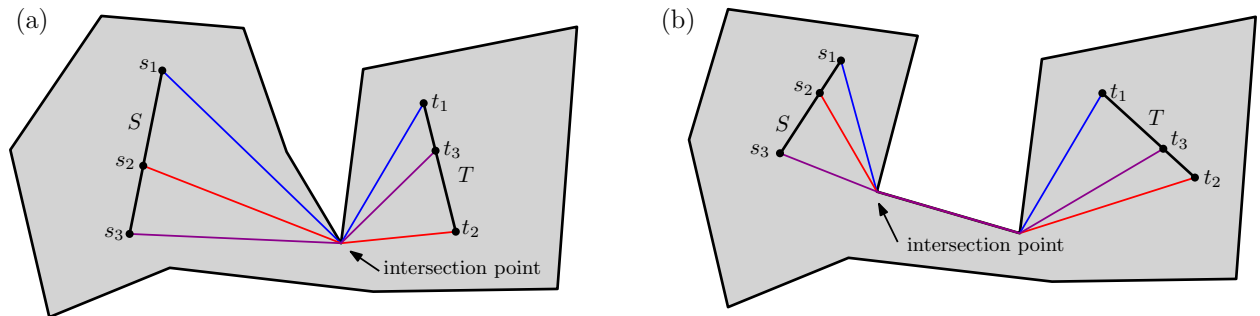 (a)
s1
S
s2
s3
t1
t3
T
t2
intersection point
(b)
s1
s2
S
s3
t1
T
t3
t2
intersection point